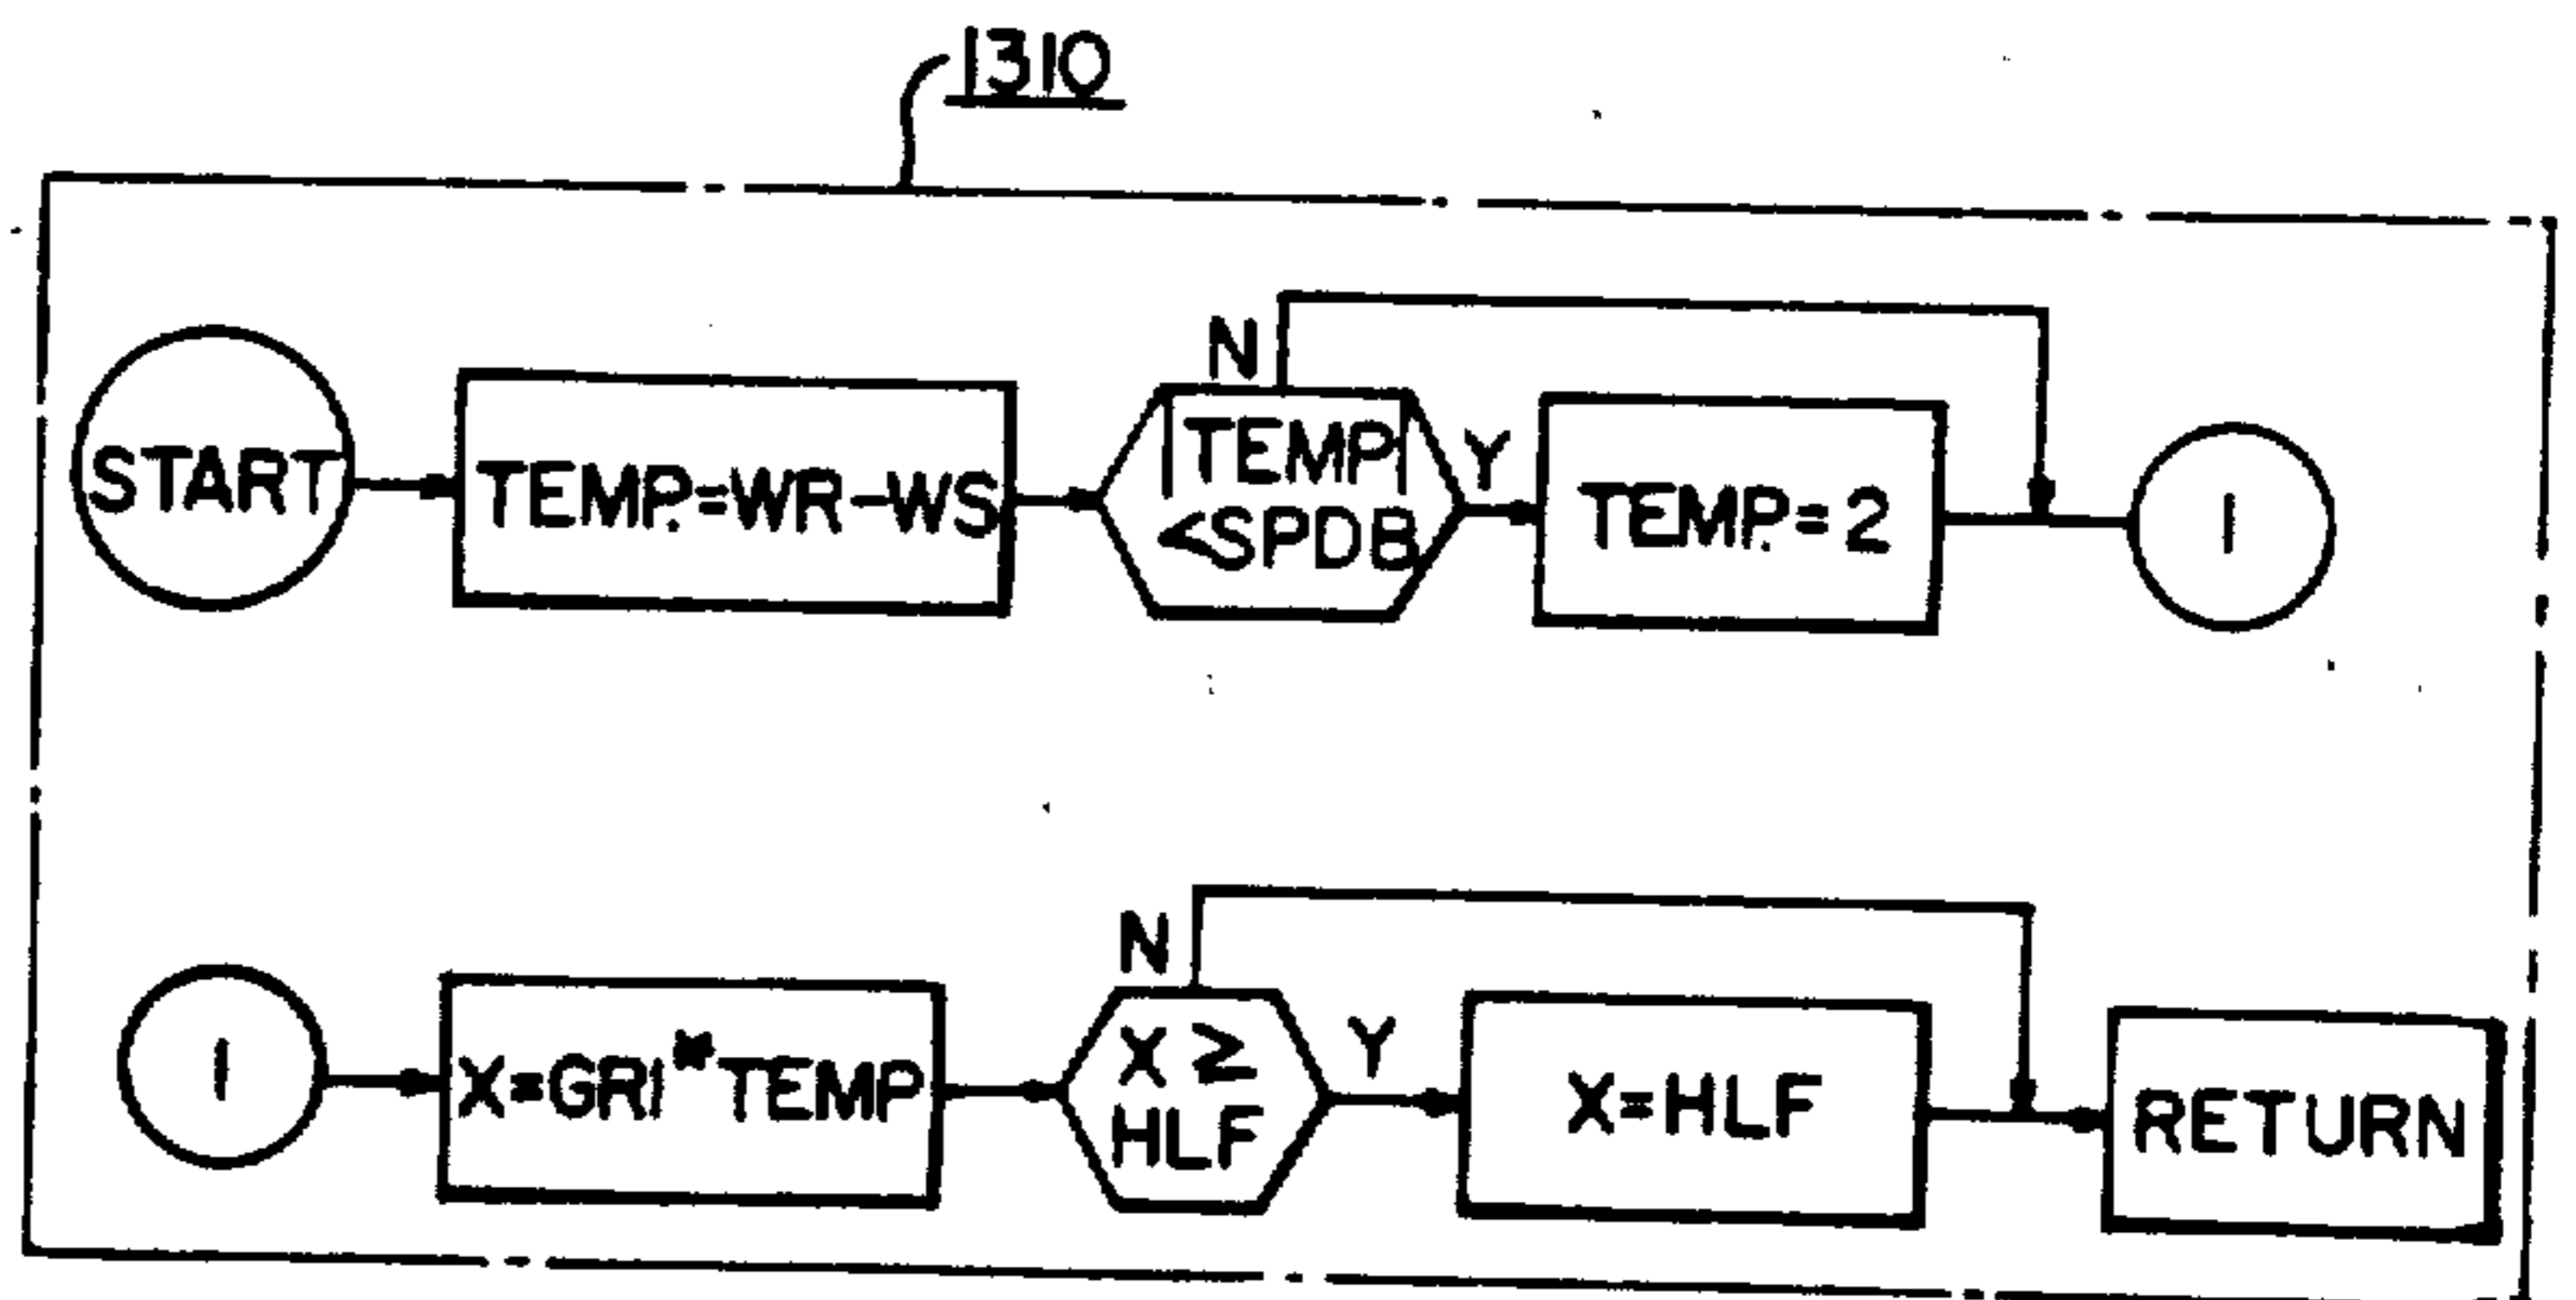 1310
START
TEMP.=WR-WS
N
|TEMP|
<SPDB
Y
TEMP.=2
1
1
X=GR1*TEMP
N
X ≥
HLF
Y
X=HLF
RETURN